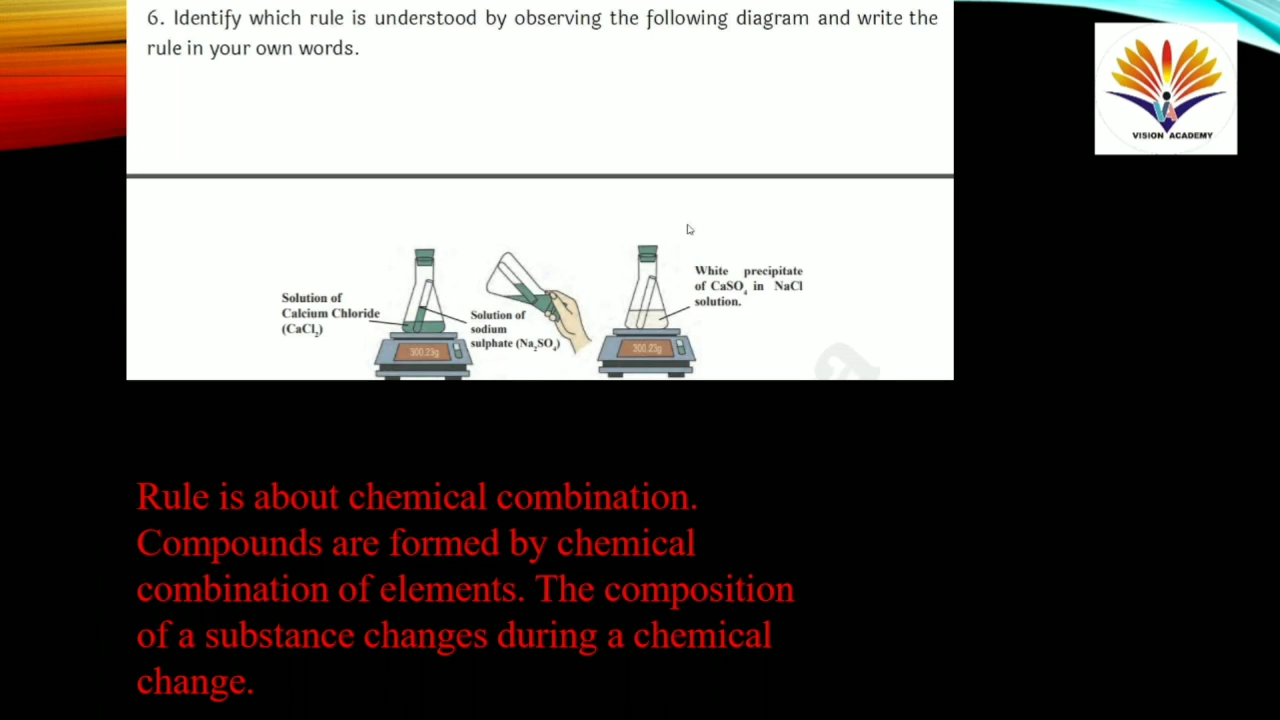 6. Identify which rule is understood by observing the following diagram and write the
rule in your own words.
VISION ACADEMY
VA
Solution of
Calcium Chloride
(CaCl₂)
300.23g
Solution of
sodium
sulphate (Na₂SO₄)
300.23g
White precipitate
of CaSO₄ in NaCl
solution.
Rule is about chemical combination.
Compounds are formed by chemical
combination of elements. The composition
of a substance changes during a chemical
change.